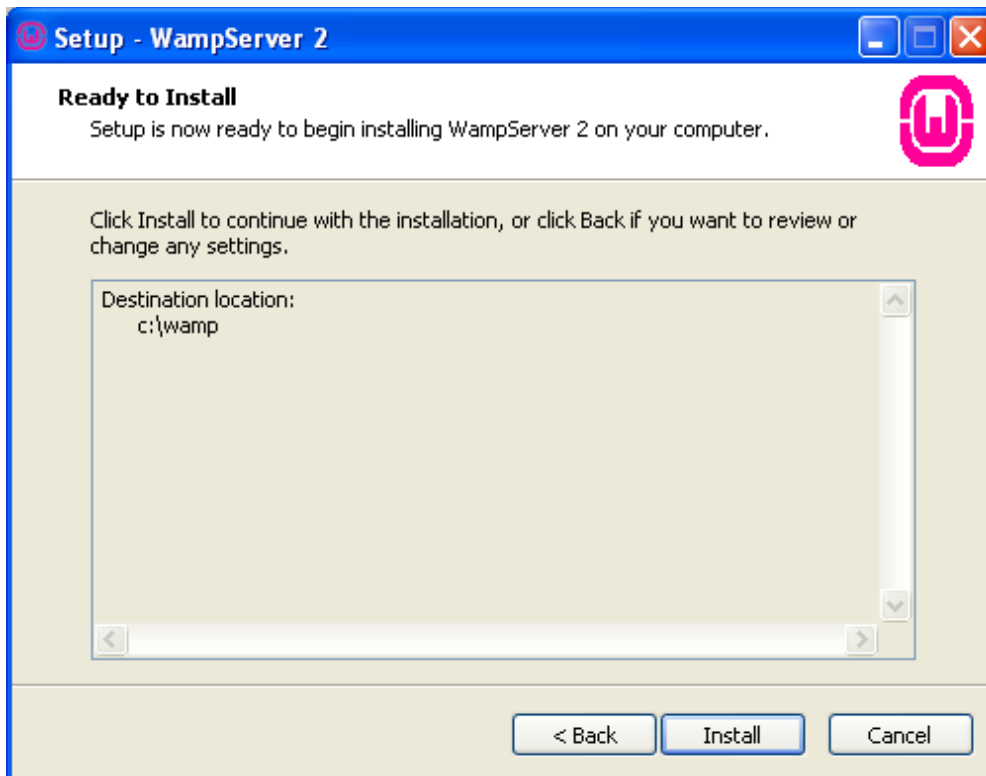 Setup - WampServer 2
Ready to Install
Setup is now ready to begin installing WampServer 2 on your computer.
Click Install to continue with the installation, or click Back if you want to review or
change any settings.
Destination location:
c:\wamp
< Back Install Cancel